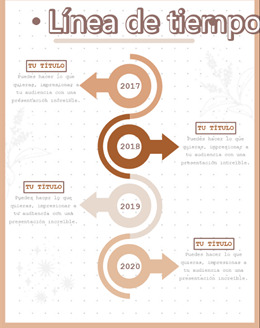 Línea de tiempo
TU TÍTULO
Puedes hacer lo que
quieras, impresionar a
tu audiencia con una
presentación increíble.
2017
TU TÍTULO
Puedes hacer lo que
quieras, impresionar a
tu audiencia con una
presentación increíble.
2018
TU TÍTULO
Puedes hacer lo que
quieras, impresionar a
tu audiencia con una
presentación increíble.
2019
TU TÍTULO
Puedes hacer lo que
quieras, impresionar a
tu audiencia con una
presentación increíble.
2020